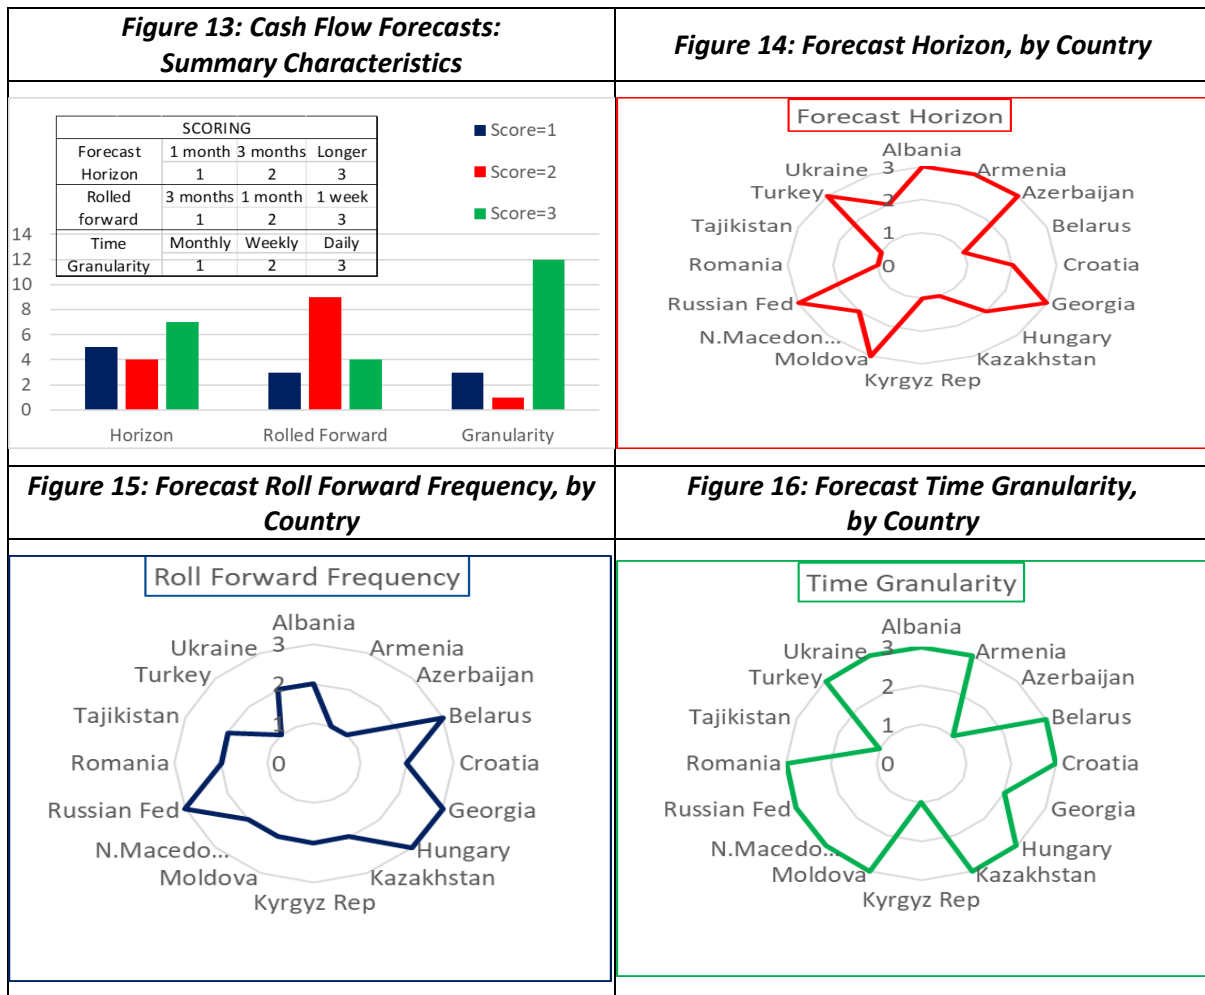 Figure 13: Cash Flow Forecasts:
Summary Characteristics
Figure 14: Forecast Horizon, by Country
SCORING
Forecast 1 month 3 months Longer
Horizon 1 2 3
Rolled 3 months 1 month 1 week
forward 1 2 3
Time Monthly Weekly Daily
Granularity 1 2 3
Score=1
Score=2
Score=3
14
12
10
8
6
4
2
0
Horizon Rolled Forward Granularity
Forecast Horizon
Albania
Armenia
Azerbaijan
Belarus
Croatia
Georgia
Hungary
Kazakhstan
Kyrgyz Rep
Moldova
N.Macedon...
Russian Fed
Romania
Tajikistan
Turkey
Ukraine
3
2
1
0
Figure 15: Forecast Roll Forward Frequency, by
Country
Figure 16: Forecast Time Granularity,
by Country
Roll Forward Frequency
Albania
Armenia
Azerbaijan
Belarus
Croatia
Georgia
Hungary
Kazakhstan
Kyrgyz Rep
Moldova
N.Macedo...
Russian Fed
Romania
Tajikistan
Turkey
Ukraine
3
2
1
0
Time Granularity
Albania
Armenia
Azerbaijan
Belarus
Croatia
Georgia
Hungary
Kazakhstan
Kyrgyz Rep
Moldova
N.Macedo...
Russian Fed
Romania
Tajikistan
Turkey
Ukraine
3
2
1
0